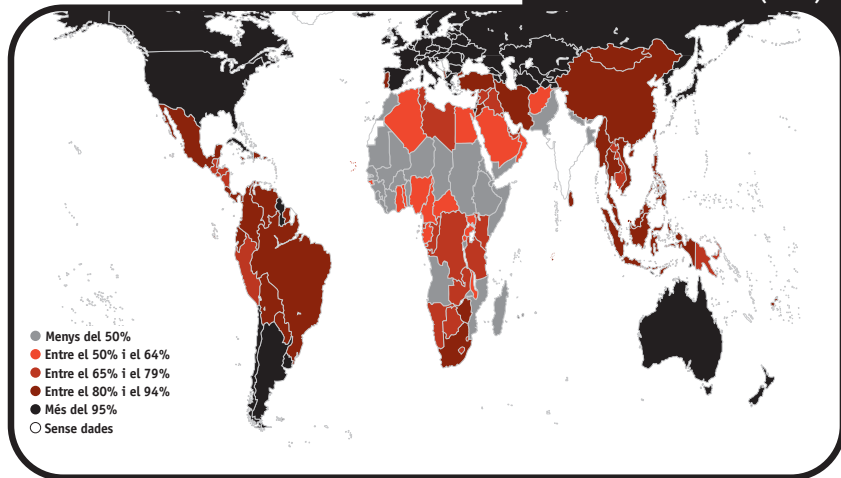 Menys del 50%
Entre el 50% i el 64%
Entre el 65% i el 79%
Entre el 80% i el 94%
Més del 95%
Sense dades